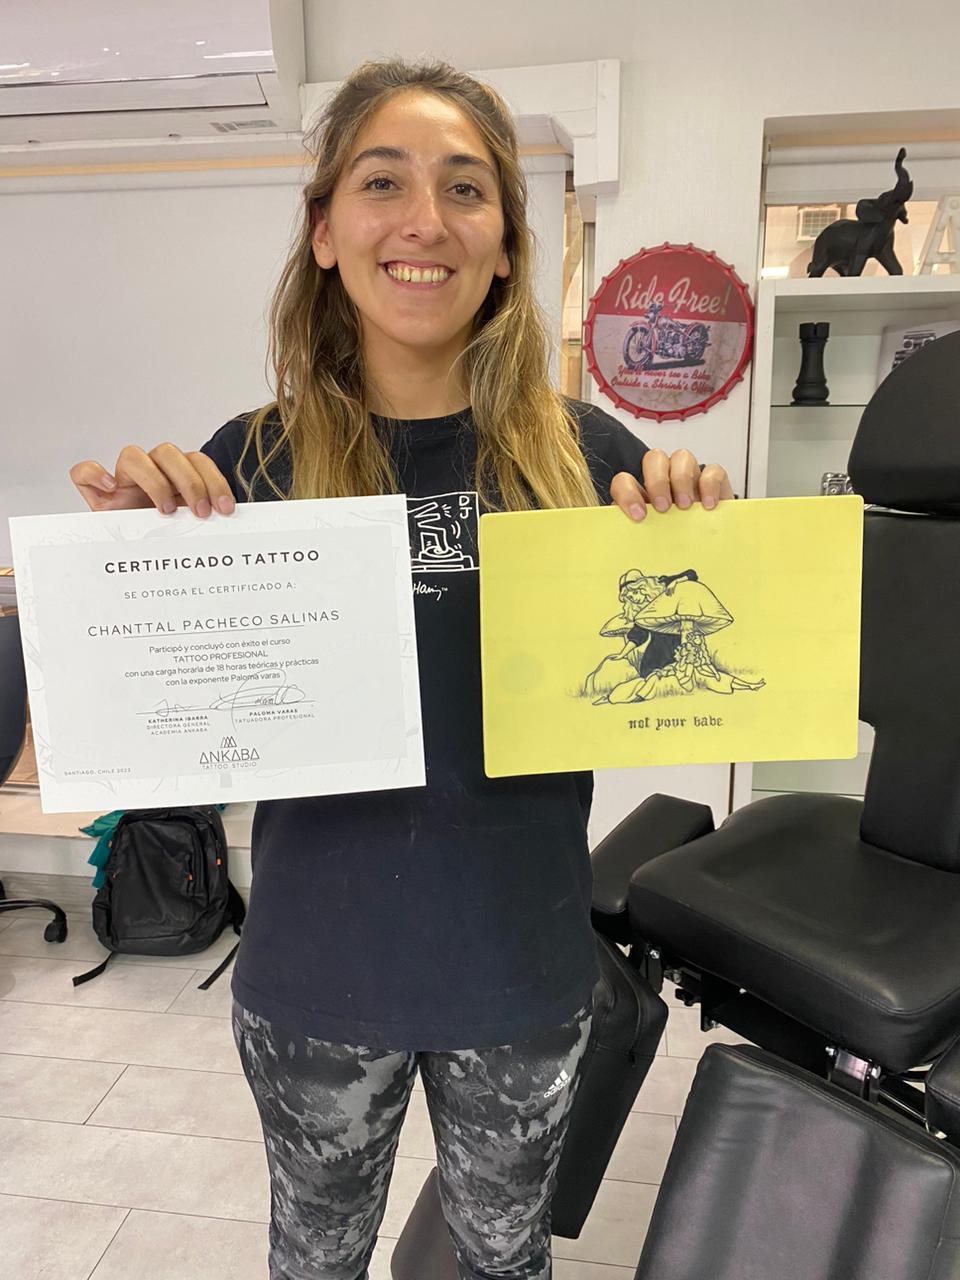 CERTIFICADO TATTOO
SE OTORGA EL CERTIFICADO A:
CHANTTAL PACHECO SALINAS
Participó y concluyó con éxito el curso
TATTOO PROFESIONAL
con una carga horaria de 18 horas teóricas y prácticas
con la exponente Paloma varas
KATHERINA IBARRA
DIRECTORA GENERAL
ACADEMIA ANKABA
PALOMA VARAS
TATUADORA PROFESIONAL
ANKABA
TATTOO STUDIO
SANTIAGO, CHILE 2022
DJ
not your babe
Ride Free!
You'll never see a Bike
Outside a Shrink's Office
adidas